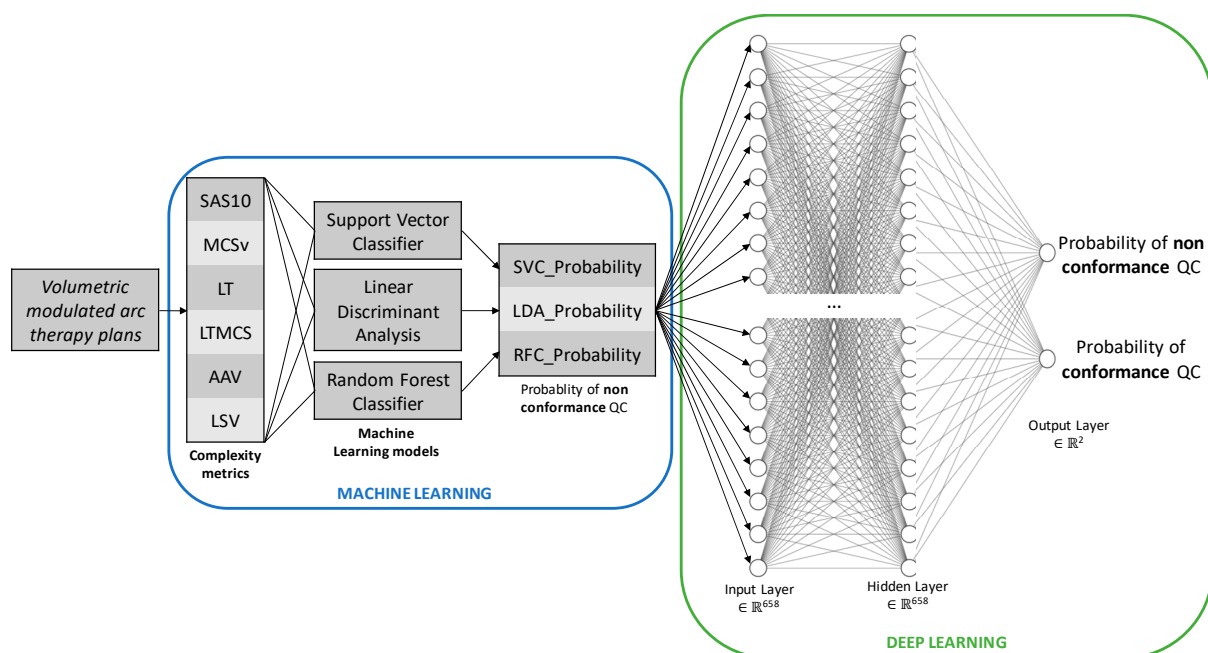 Volumetric
modulated arc
therapy plans
SAS10
MCSv
LT
LTMCS
AAV
LSV
Complexity
metrics
Support Vector
Classifier
Linear
Discriminant
Analysis
Random Forest
Classifier
Machine
Learning models
SVC_Probability
LDA_Probability
RFC_Probability
Probablity of non
conformance QC
MACHINE LEARNING
...
Input Layer
∈ ℝ⁶⁵⁸
Hidden Layer
∈ ℝ⁶⁵⁸
Probability of non
conformance QC
Probability of
conformance QC
Output Layer
∈ ℝ²
DEEP LEARNING